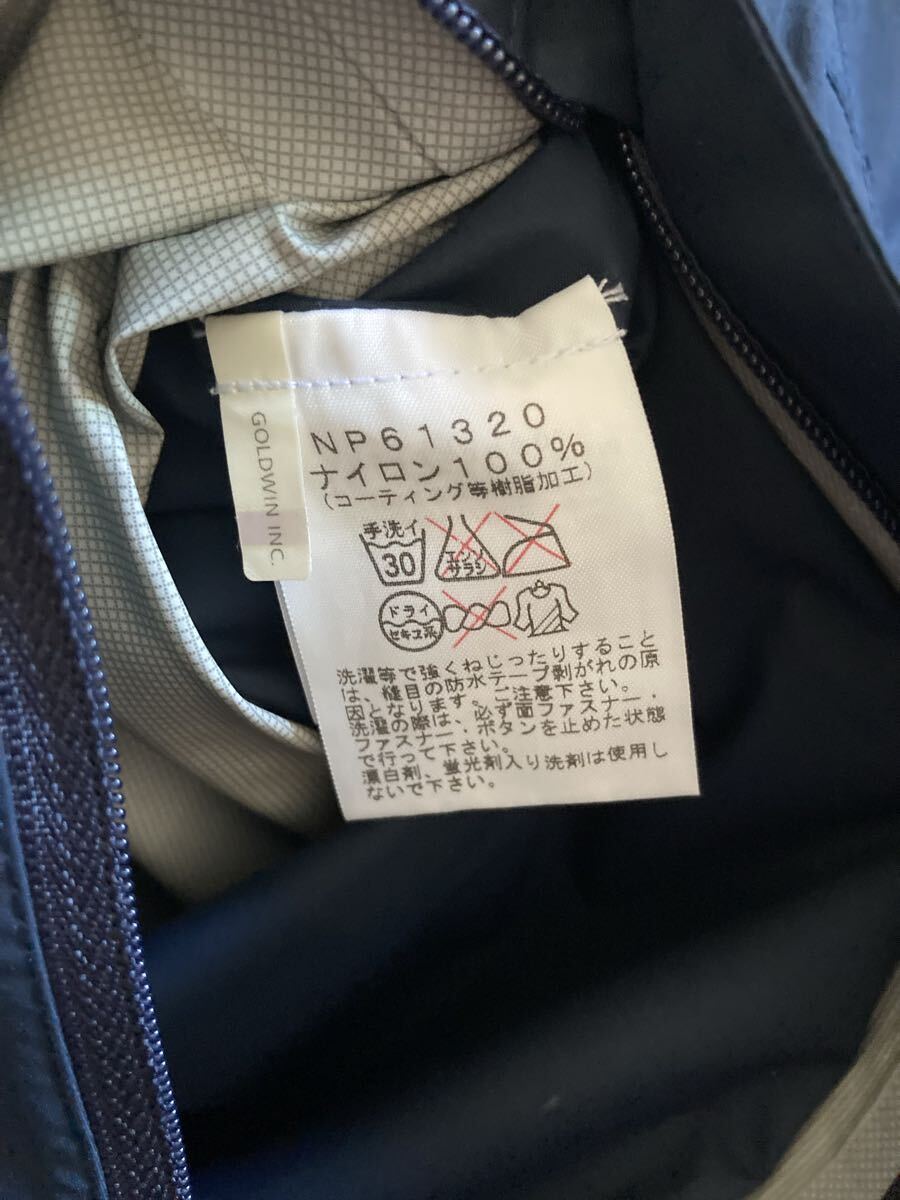 GOLDWIN INC.
NP61320
ナイロン100%
(コーティング等樹脂加工)
手洗イ
30
エンソ
サラシ
ドライ
セキユ系
洗濯等で強くねじったりすること
は、縫目の防水テープ剥がれの原
因となります。ご注意下さい。
洗濯の際は、必ず面ファスナー・
ファスナー・ボタンを止めた状態
で行って下さい。
漂白剤、蛍光剤入り洗剤は使用し
ないで下さい。